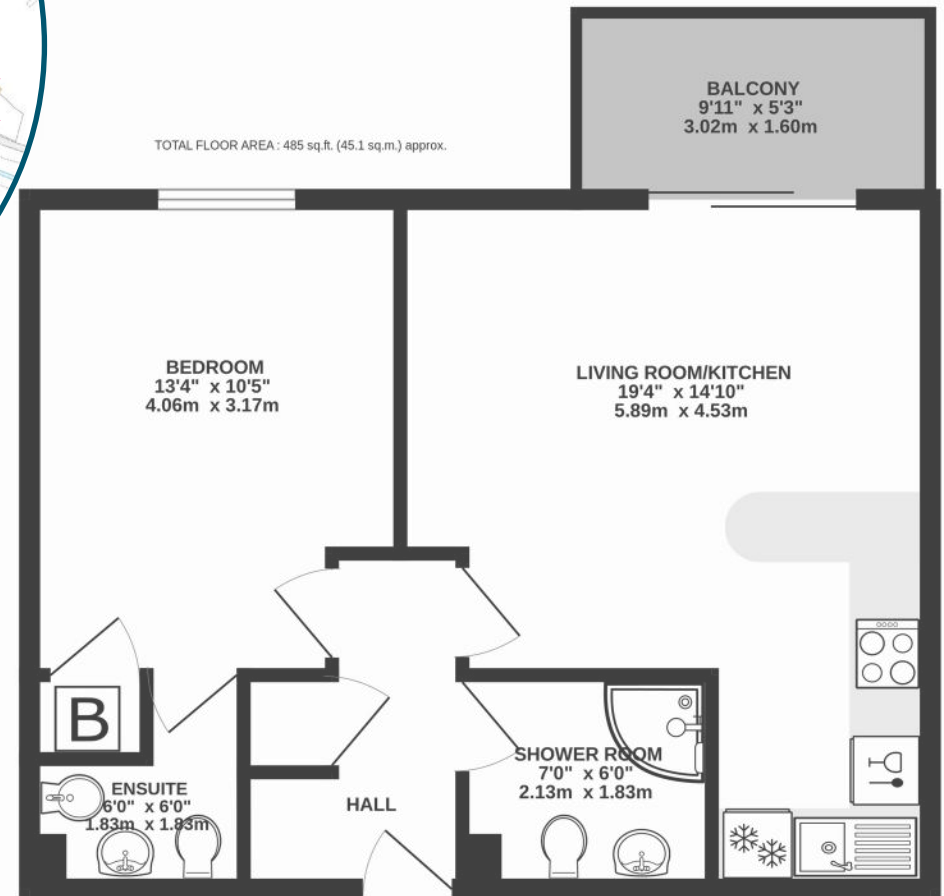 BALCONY
9'11" x 5'3"
3.02m x 1.60m
TOTAL FLOOR AREA : 485 sq.ft. (45.1 sq.m.) approx.
BEDROOM
13'4" x 10'5"
4.06m x 3.17m
LIVING ROOM/KITCHEN
19'4" x 14'10"
5.89m x 4.53m
B
ENSUITE
6'0" x 6'0"
1.83m x 1.83m
HALL
SHOWER ROOM
7'0" x 6'0"
2.13m x 1.83m